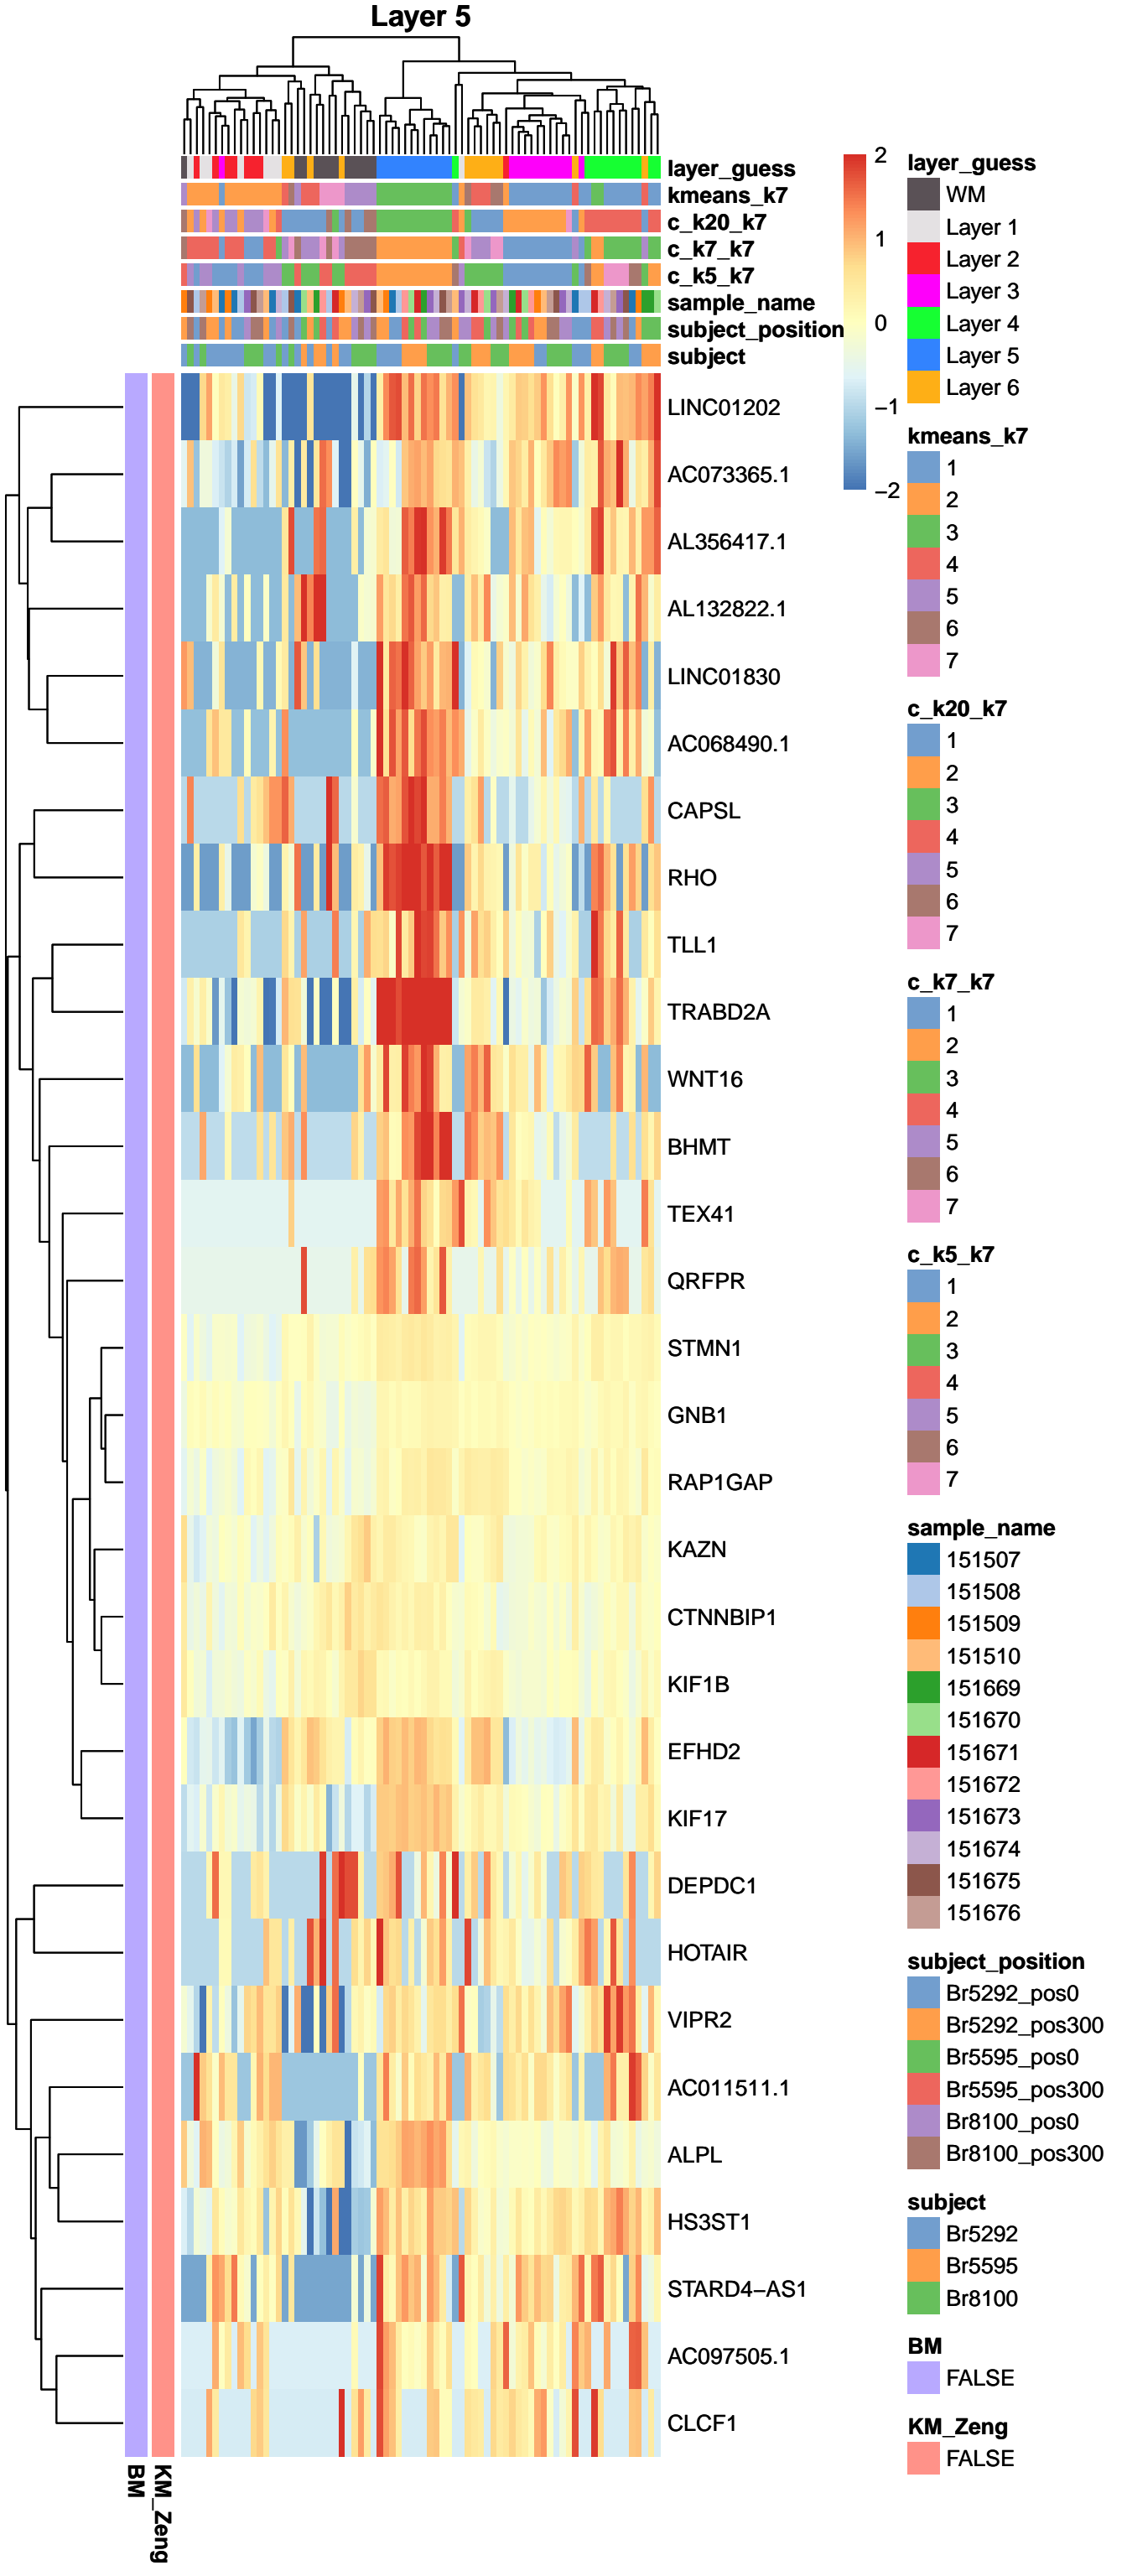 Layer 5
layer_guess
kmeans_k7
c_k20_k7
c_k7_k7
c_k5_k7
sample_name
subject_position
subject
LINC01202
AC073365.1
AL356417.1
AL132822.1
LINC01830
AC068490.1
CAPSL
RHO
TLL1
TRABD2A
WNT16
BHMT
TEX41
QRFPR
STMN1
GNB1
RAP1GAP
KAZN
CTNNBIP1
KIF1B
EFHD2
KIF17
DEPDC1
HOTAIR
VIPR2
AC011511.1
ALPL
HS3ST1
STARD4−AS1
AC097505.1
CLCF1
BM
KM_Zeng
2
1
0
−1
−2
layer_guess
WM
Layer 1
Layer 2
Layer 3
Layer 4
Layer 5
Layer 6
kmeans_k7
1
2
3
4
5
6
7
c_k20_k7
1
2
3
4
5
6
7
c_k7_k7
1
2
3
4
5
6
7
c_k5_k7
1
2
3
4
5
6
7
sample_name
151507
151508
151509
151510
151669
151670
151671
151672
151673
151674
151675
151676
subject_position
Br5292_pos0
Br5292_pos300
Br5595_pos0
Br5595_pos300
Br8100_pos0
Br8100_pos300
subject
Br5292
Br5595
Br8100
BM
FALSE
KM_Zeng
FALSE